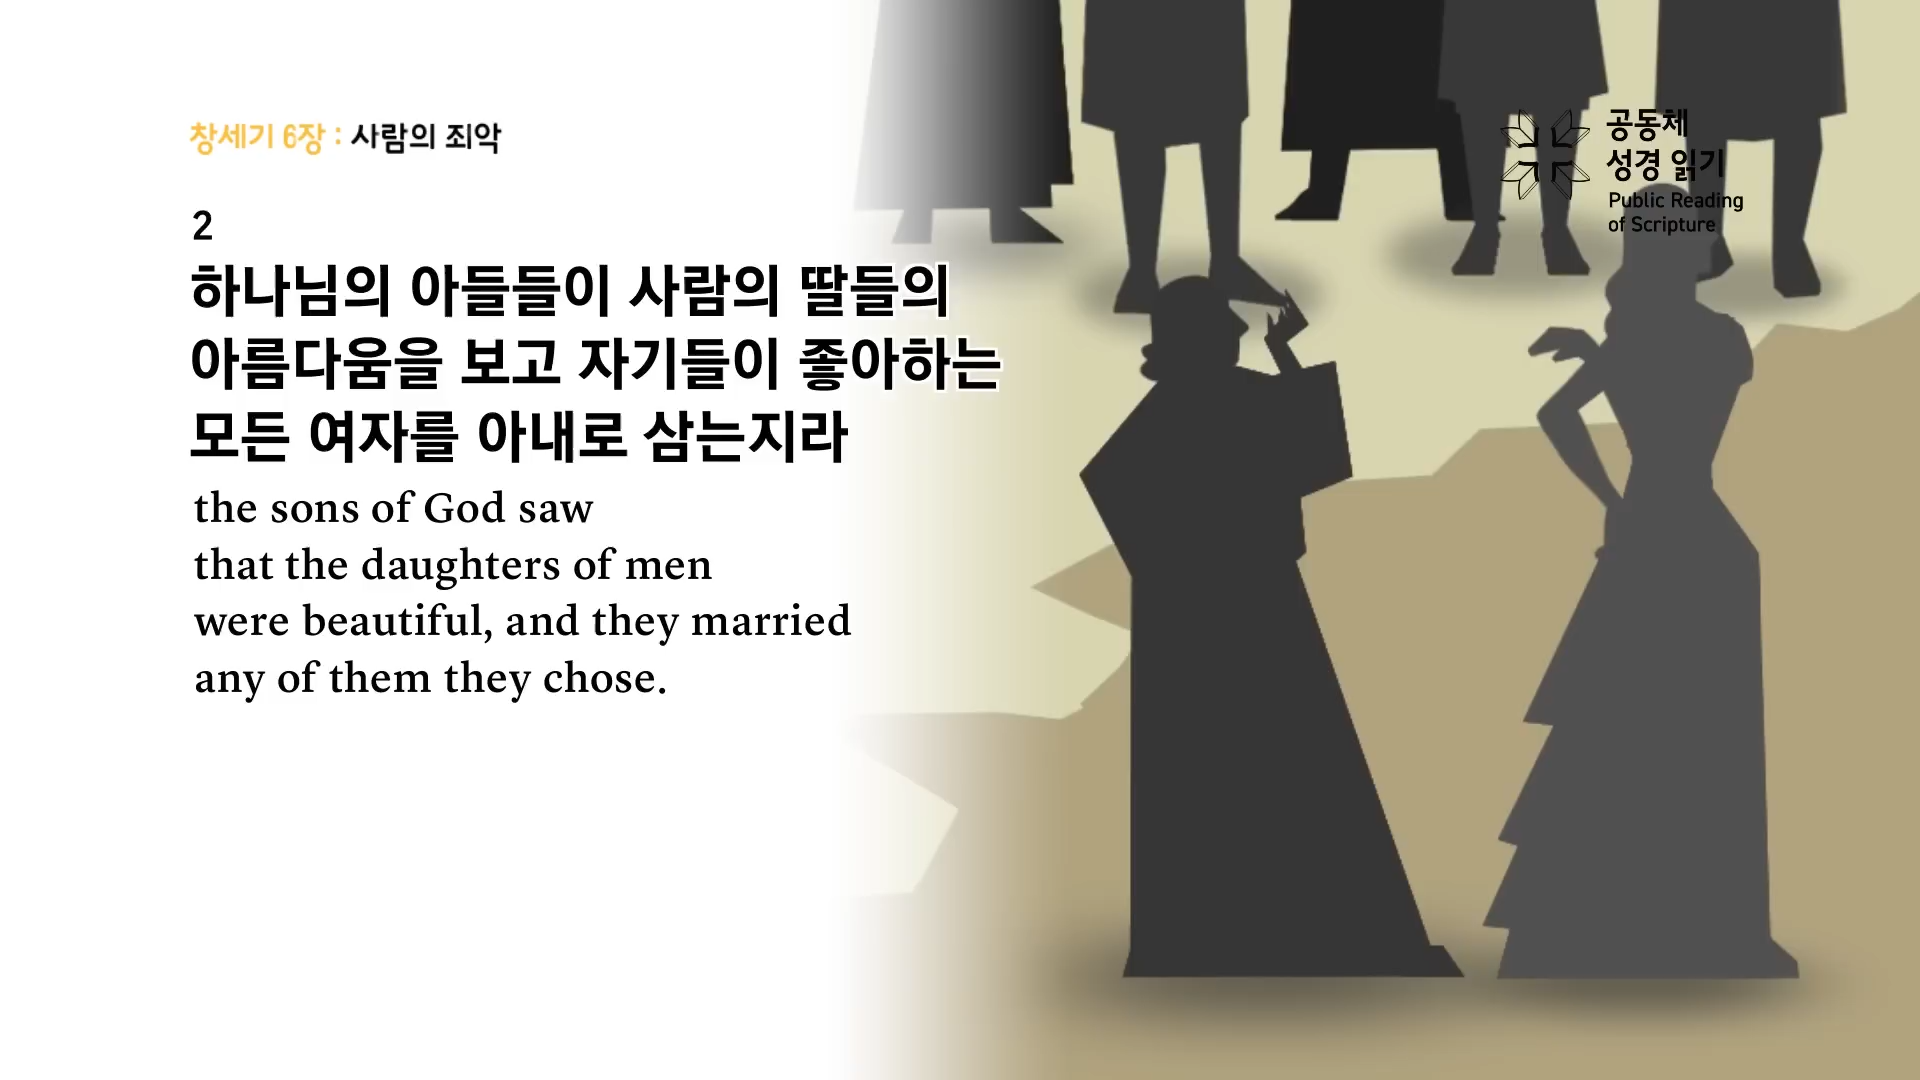 창세기 6장 : 사람의 죄악
공동체
성경 읽기
Public Reading
of Scripture
2
하나님의 아들들이 사람의 딸들의
아름다움을 보고 자기들이 좋아하는
모든 여자를 아내로 삼는지라
the sons of God saw
that the daughters of men
were beautiful, and they married
any of them they chose.